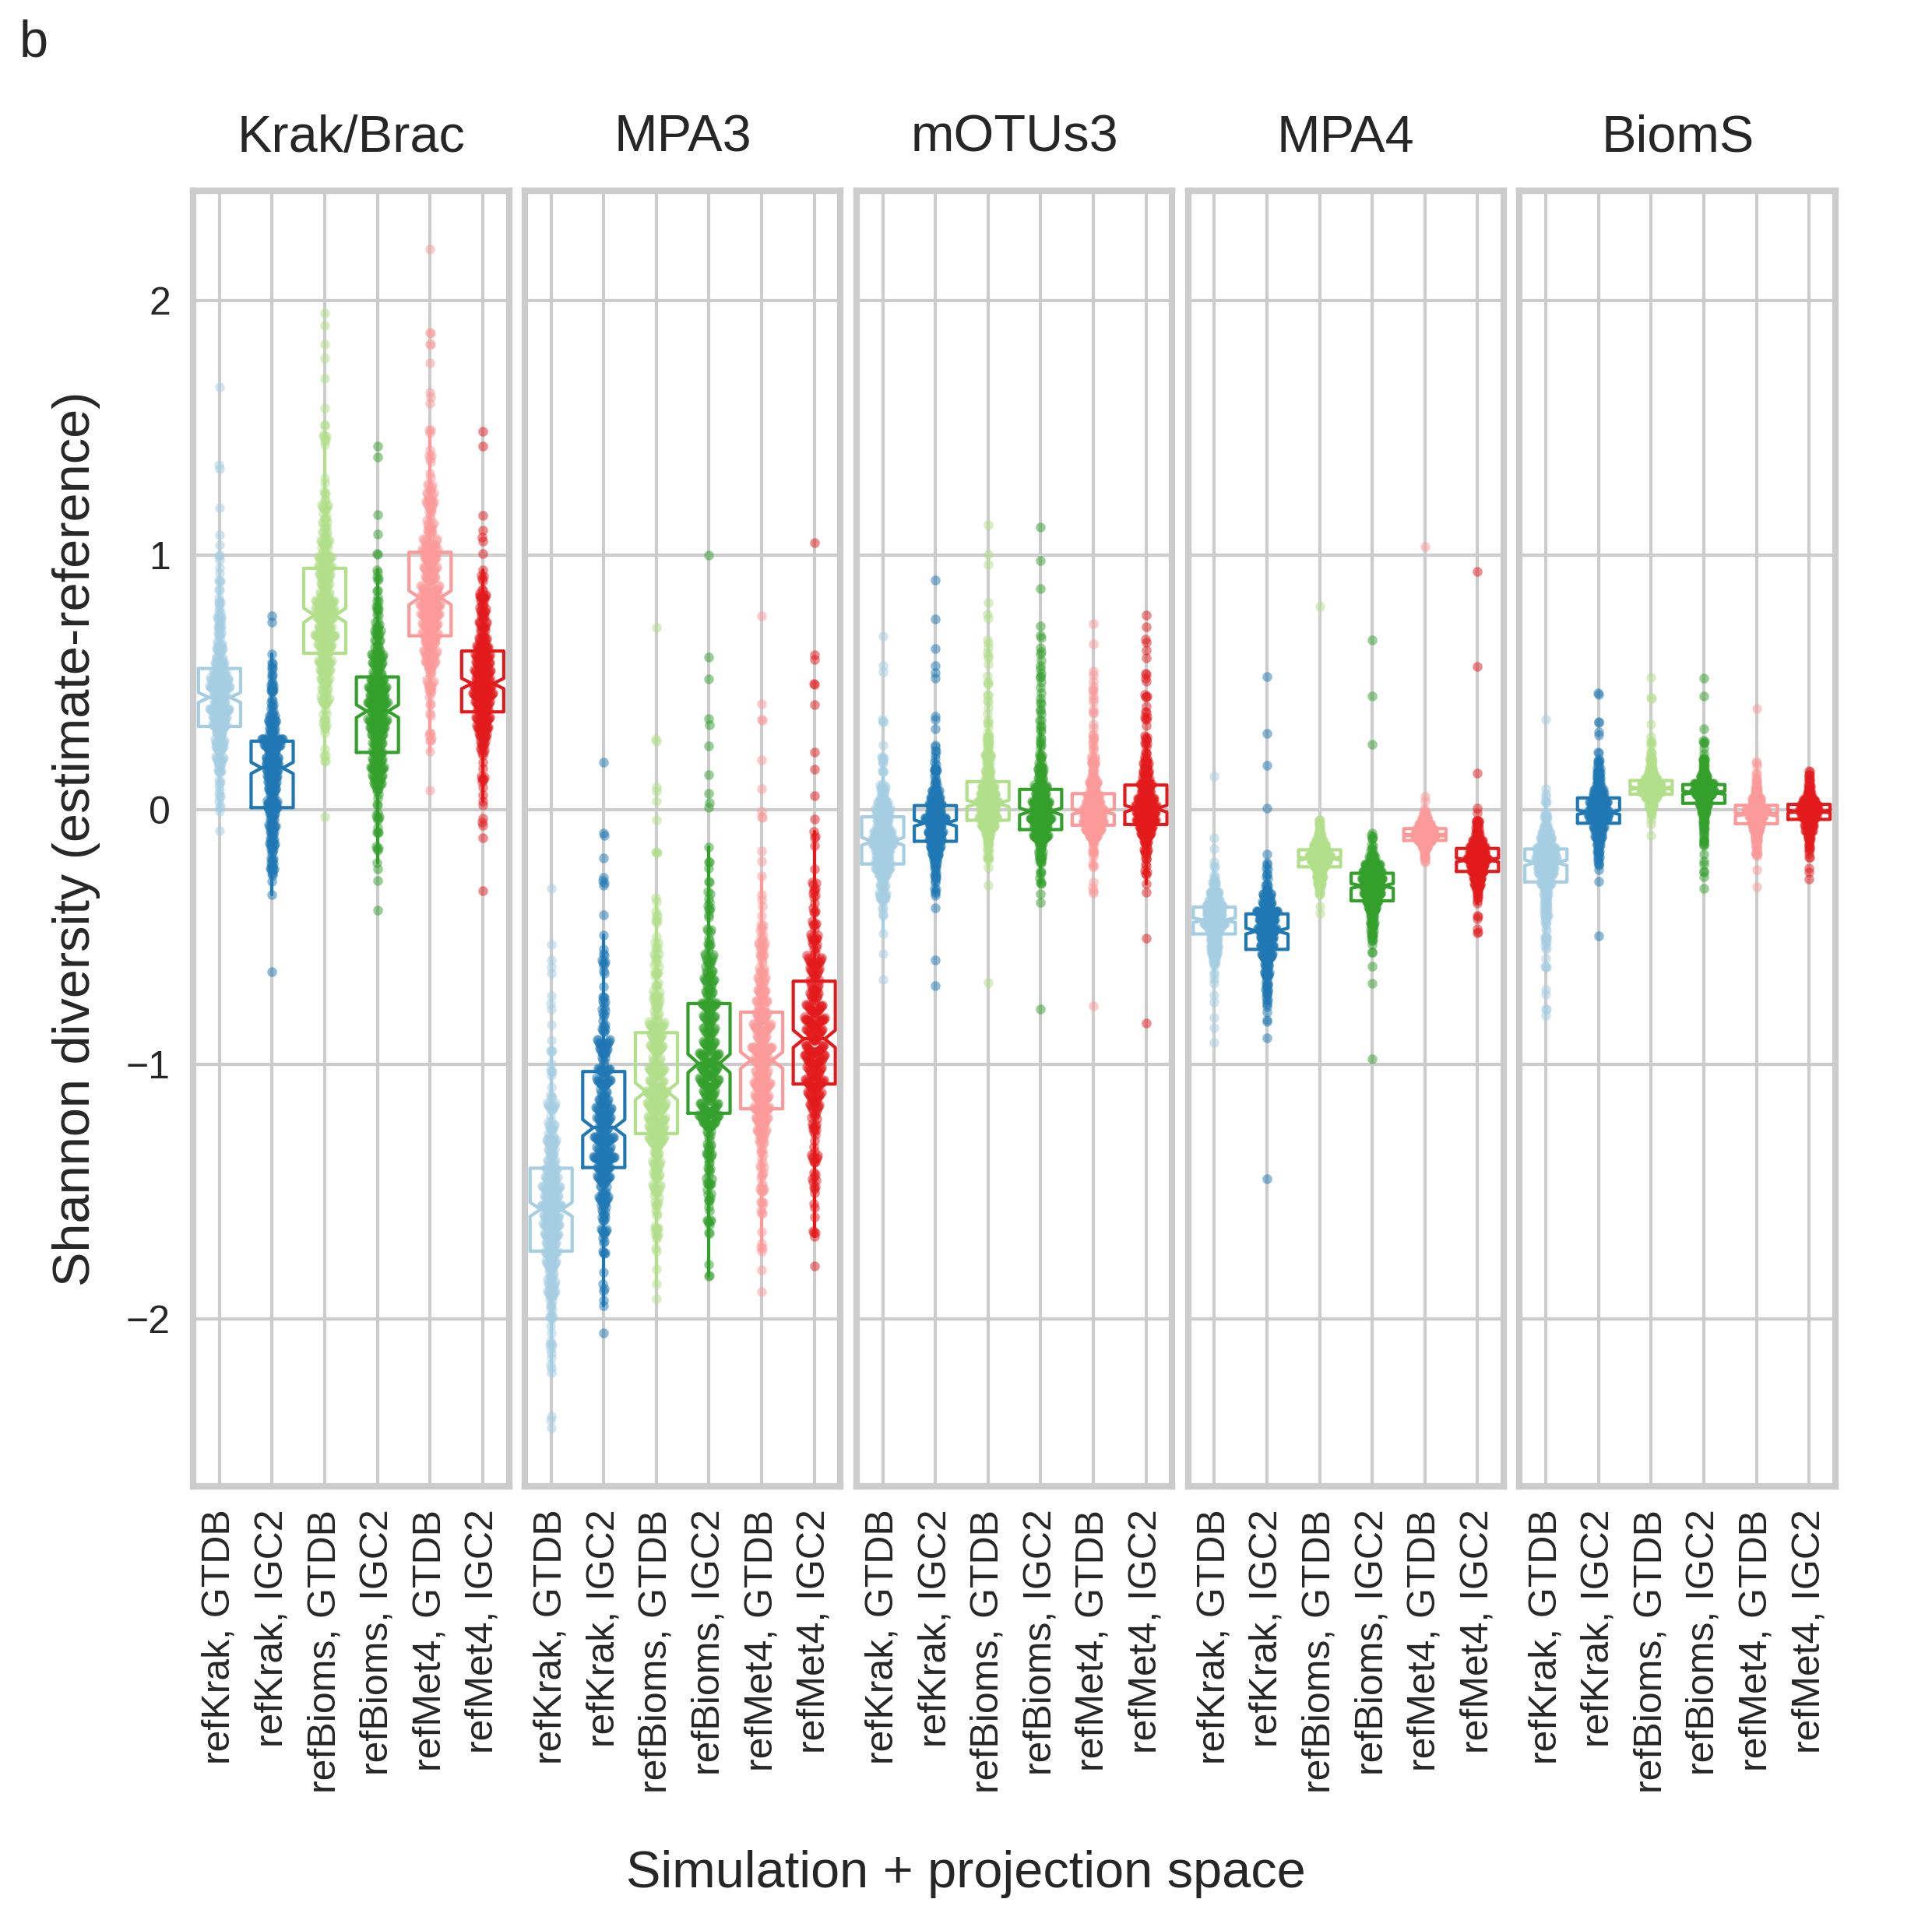 b
Krak/Brac MPA3 mOTUs3 MPA4 BiomS
Shannon diversity (estimate-reference)
2
1
0
−1
−2
refKrak, GTDB
refKrak, IGC2
refBioms, GTDB
refBioms, IGC2
refMet4, GTDB
refMet4, IGC2
refKrak, GTDB
refKrak, IGC2
refBioms, GTDB
refBioms, IGC2
refMet4, GTDB
refMet4, IGC2
refKrak, GTDB
refKrak, IGC2
refBioms, GTDB
refBioms, IGC2
refMet4, GTDB
refMet4, IGC2
refKrak, GTDB
refKrak, IGC2
refBioms, GTDB
refBioms, IGC2
refMet4, GTDB
refMet4, IGC2
refKrak, GTDB
refKrak, IGC2
refBioms, GTDB
refBioms, IGC2
refMet4, GTDB
refMet4, IGC2
Simulation + projection space